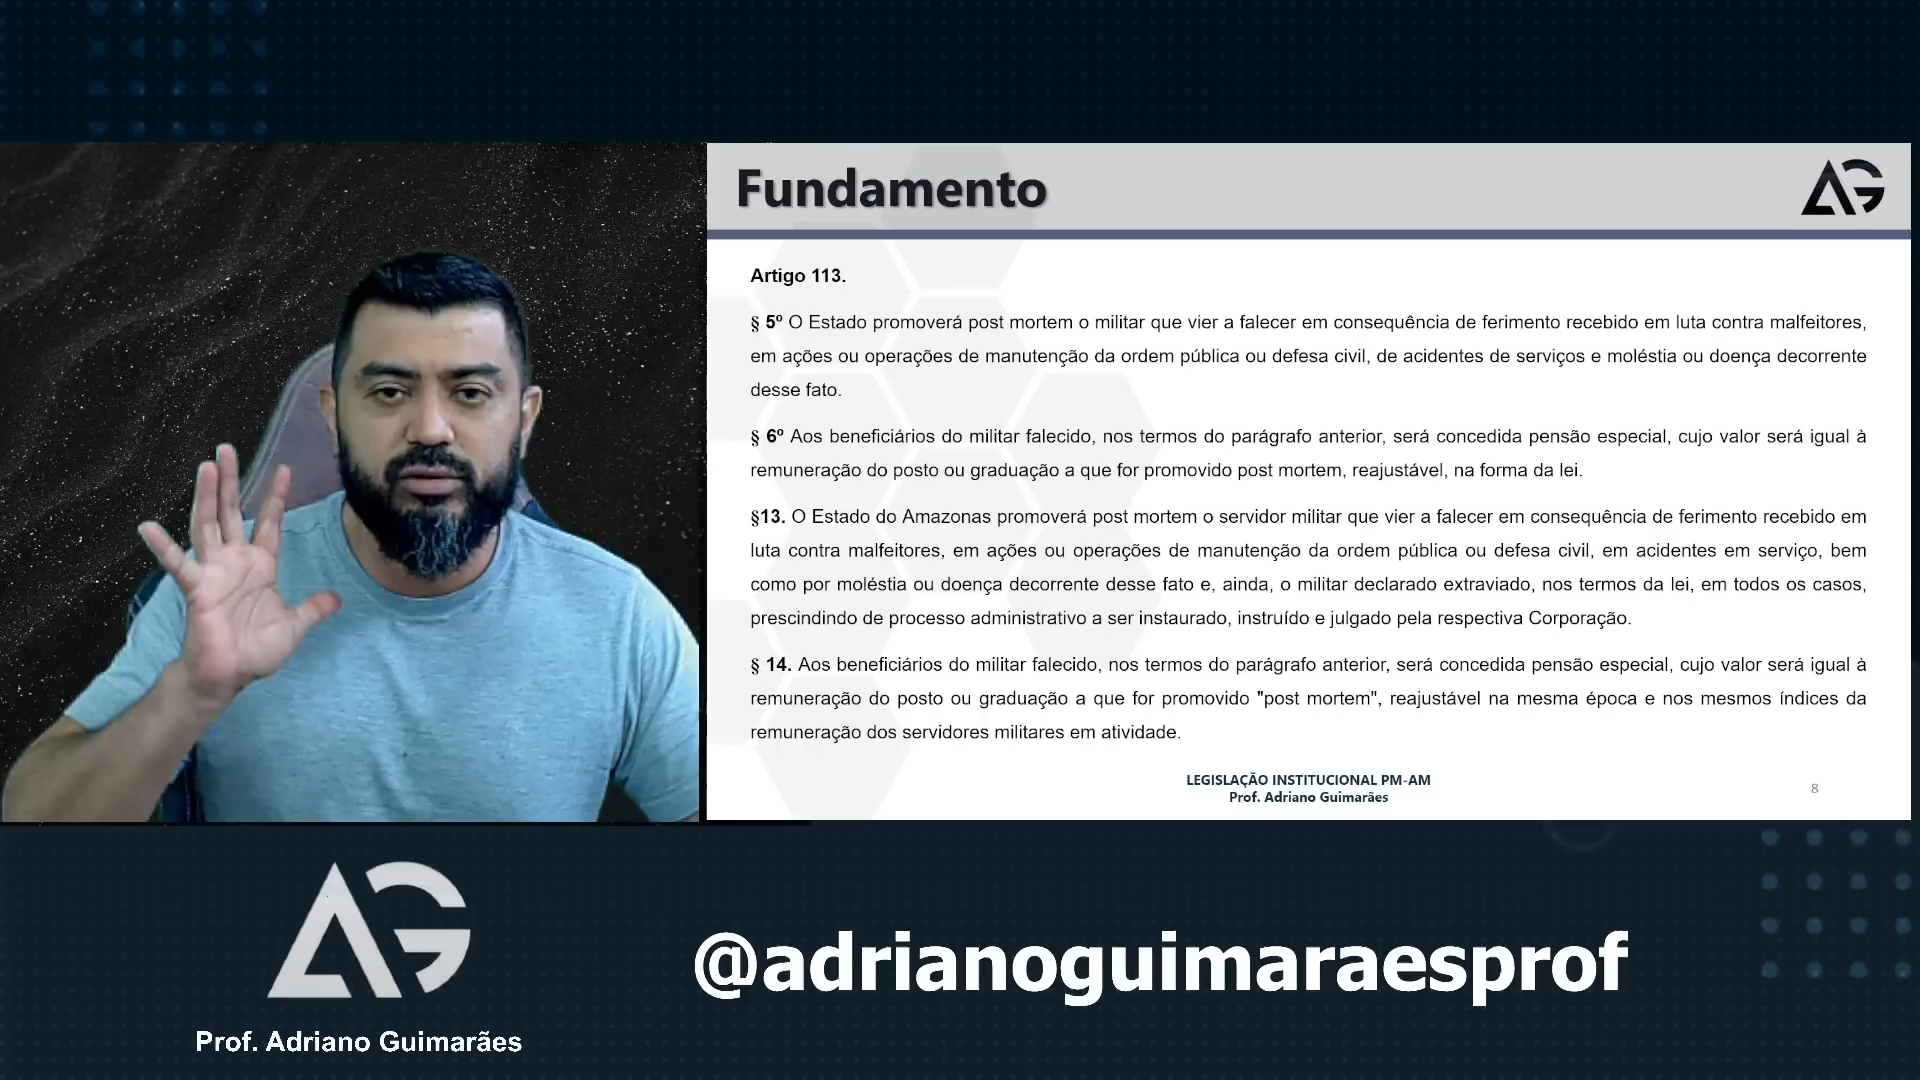 Fundamento
AG
Artigo 113.
§ 5º O Estado promoverá post mortem o militar que vier a falecer em consequência de ferimento recebido em luta contra malfeitores,
em ações ou operações de manutenção da ordem pública ou defesa civil, de acidentes de serviços e moléstia ou doença decorrente
desse fato.
§ 6º Aos beneficiários do militar falecido, nos termos do parágrafo anterior, será concedida pensão especial, cujo valor será igual à
remuneração do posto ou graduação a que for promovido post mortem, reajustável, na forma da lei.
§13. O Estado do Amazonas promoverá post mortem o servidor militar que vier a falecer em consequência de ferimento recebido em
luta contra malfeitores, em ações ou operações de manutenção da ordem pública ou defesa civil, em acidentes em serviço, bem
como por moléstia ou doença decorrente desse fato e, ainda, o militar declarado extraviado, nos termos da lei, em todos os casos,
prescindindo de processo administrativo a ser instaurado, instruído e julgado pela respectiva Corporação.
§ 14. Aos beneficiários do militar falecido, nos termos do parágrafo anterior, será concedida pensão especial, cujo valor será igual à
remuneração do posto ou graduação a que for promovido "post mortem", reajustável na mesma época e nos mesmos índices da
remuneração dos servidores militares em atividade.
LEGISLAÇÃO INSTITUCIONAL PM-AM
Prof. Adriano Guimarães
8
AG
Prof. Adriano Guimarães
@adrianoguimaraesprof